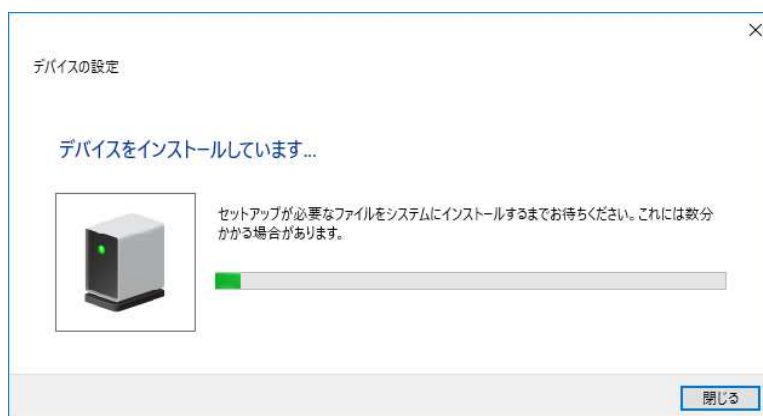 デバイスの設定
デバイスをインストールしています...
セットアップが必要なファイルをシステムにインストールするまでお待ちください。これには数分
かかる場合があります。
閉じる